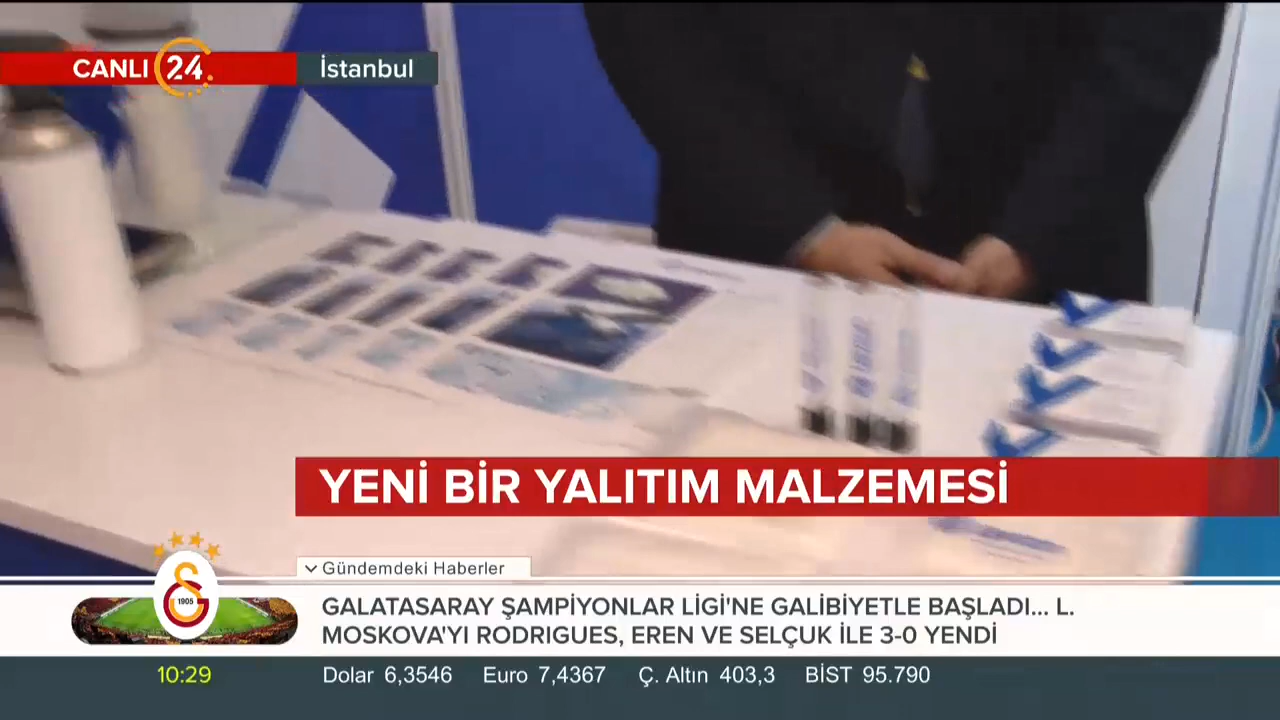 CANLI 24
İstanbul
YENİ BİR YALITIM MALZEMESİ
Gündemdeki Haberler
1905
GALATASARAY ŞAMPİYONLAR LİGİ'NE GALİBİYETLE BAŞLADI... L.
MOSKOVA'YI RODRIGUES, EREN VE SELÇUK İLE 3-0 YENDİ
10:29 Dolar 6,3546 Euro 7,4367 Ç. Altın 403,3 BİST 95.790